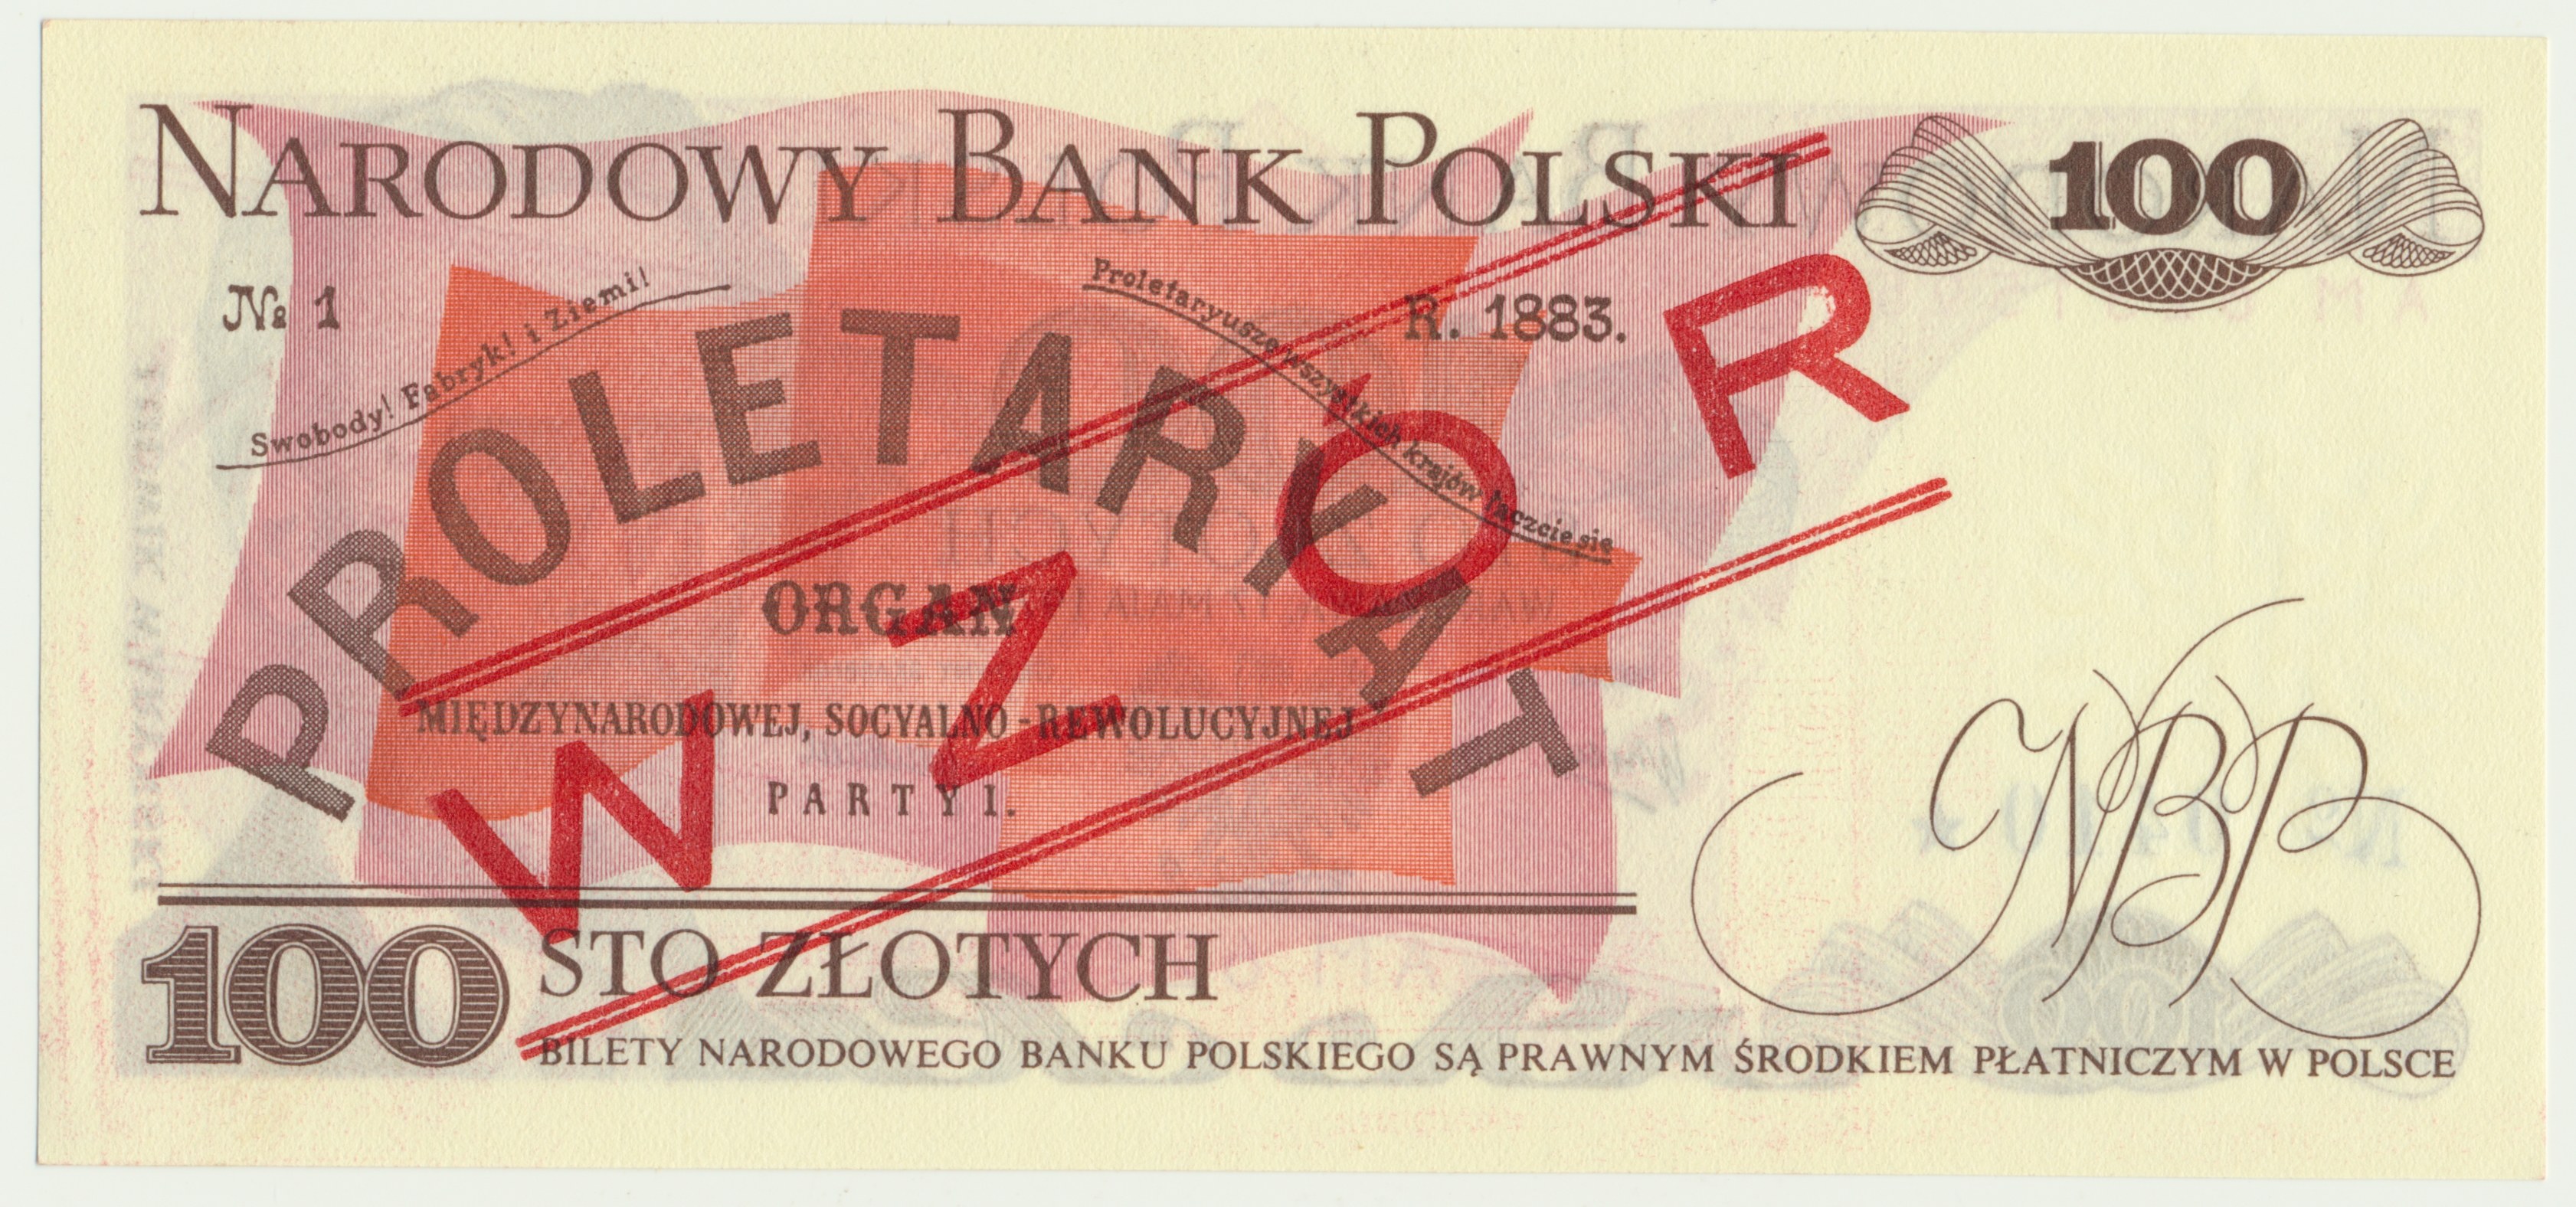 NARODOWY BANK POLSKI
100
№ 1
Swobody! Fabryk! i Ziemi!
Proletaryusze wszystkich krajów łączcie się
R. 1883.
PROLETARYAT
ORGAN
MIĘDZYNARODOWEJ, SOCYALNO-REWOLUCYJNEJ
PARTYI.
WZÓR
NBP
100 STO ZŁOTYCH
BILETY NARODOWEGO BANKU POLSKIEGO SĄ PRAWNYM ŚRODKIEM PŁATNICZYM W POLSCE